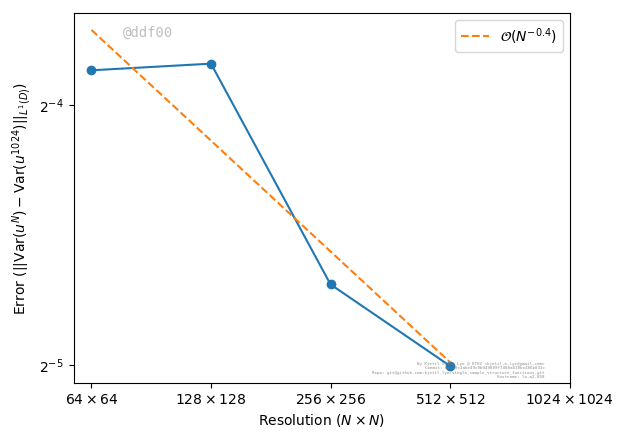 @ddf00
O(N^{-0.4})
2^{-4}
Error (||Var(u^N) − Var(u^{1024})||_{L^1(D)})
2^{-5}
64 × 64 128 × 128 256 × 256 512 × 512 1024 × 1024
Resolution (N × N)